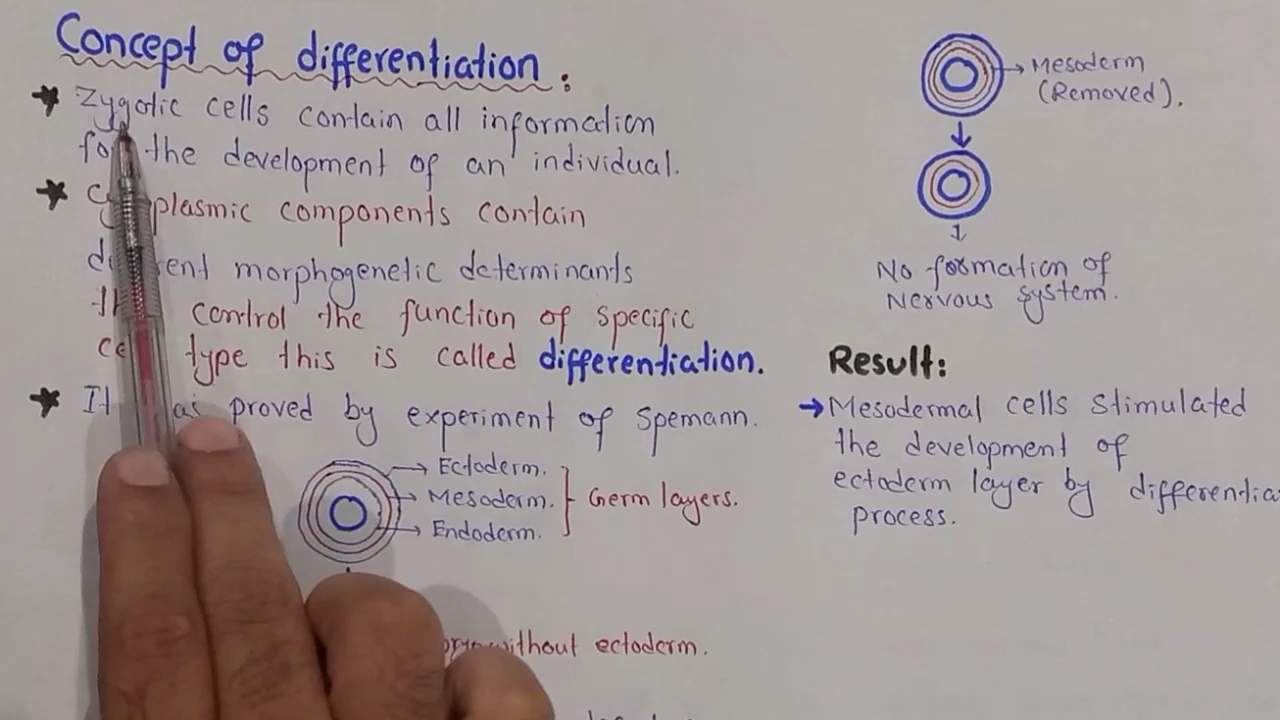 Concept of differentiation :
Zygotic cells contain all information
the development of an individual.
components contain
morphogenetic determinants
control the function of specific
type this is called differentiation.
It proved by experiment of Spemann.
Ectoderm.
Mesoderm.
Endoderm.
Germ layers.
without ectoderm.
Mesoderm
(Removed).
No formation of
Nervous system.
Result:
Mesodermal cells stimulated
the development of
ectoderm layer by differentia
process.